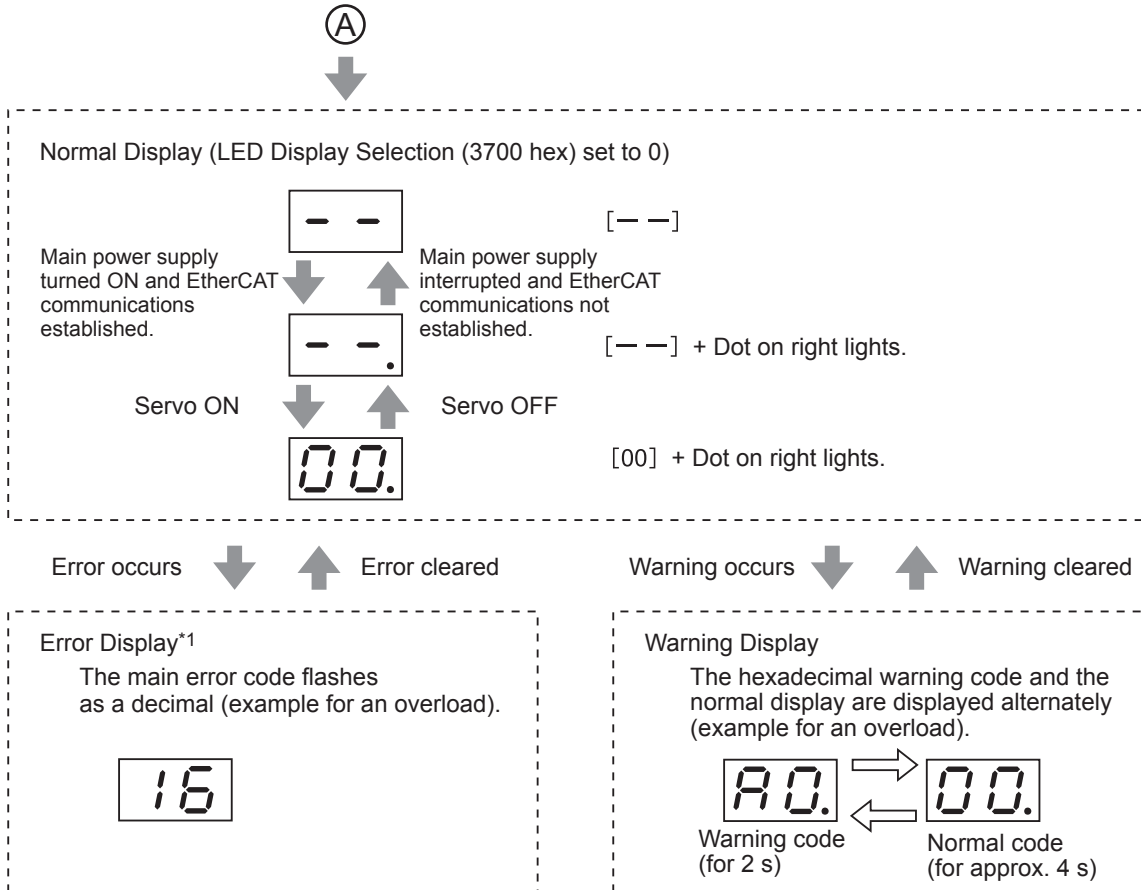 A
Normal Display (LED Display Selection (3700 hex) set to 0)
– –
[— —]
Main power supply
turned ON and EtherCAT
communications
established.
Main power supply
interrupted and EtherCAT
communications not
established.
– –.
[— —] + Dot on right lights.
Servo ON
Servo OFF
00.
[00] + Dot on right lights.
Error occurs
Error cleared
Warning occurs
Warning cleared
Error Display*1
The main error code flashes
as a decimal (example for an overload).
16
Warning Display
The hexadecimal warning code and the
normal display are displayed alternately
(example for an overload).
A0.
00.
Warning code
(for 2 s)
Normal code
(for approx. 4 s)